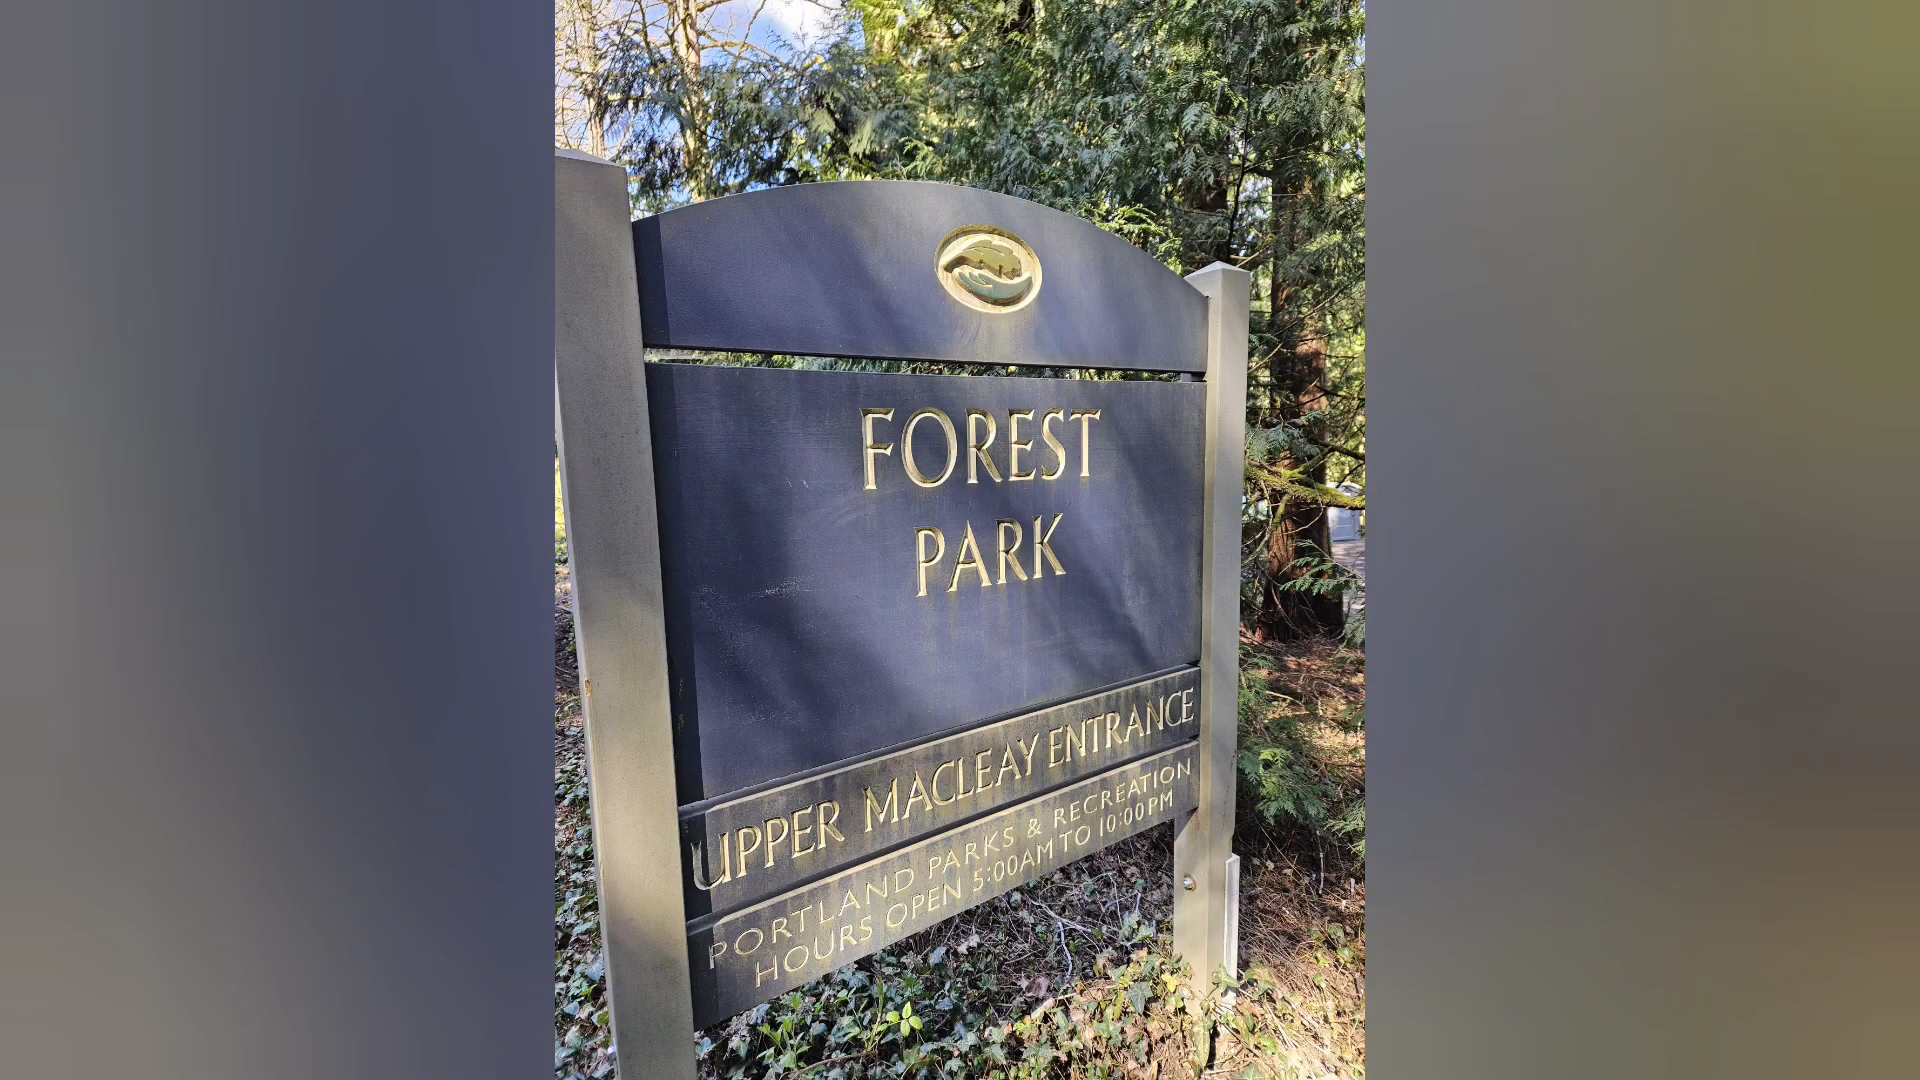 FOREST
PARK
UPPER MACLEAY ENTRANCE
PORTLAND PARKS & RECREATION
HOURS OPEN 5:00AM TO 10:00PM